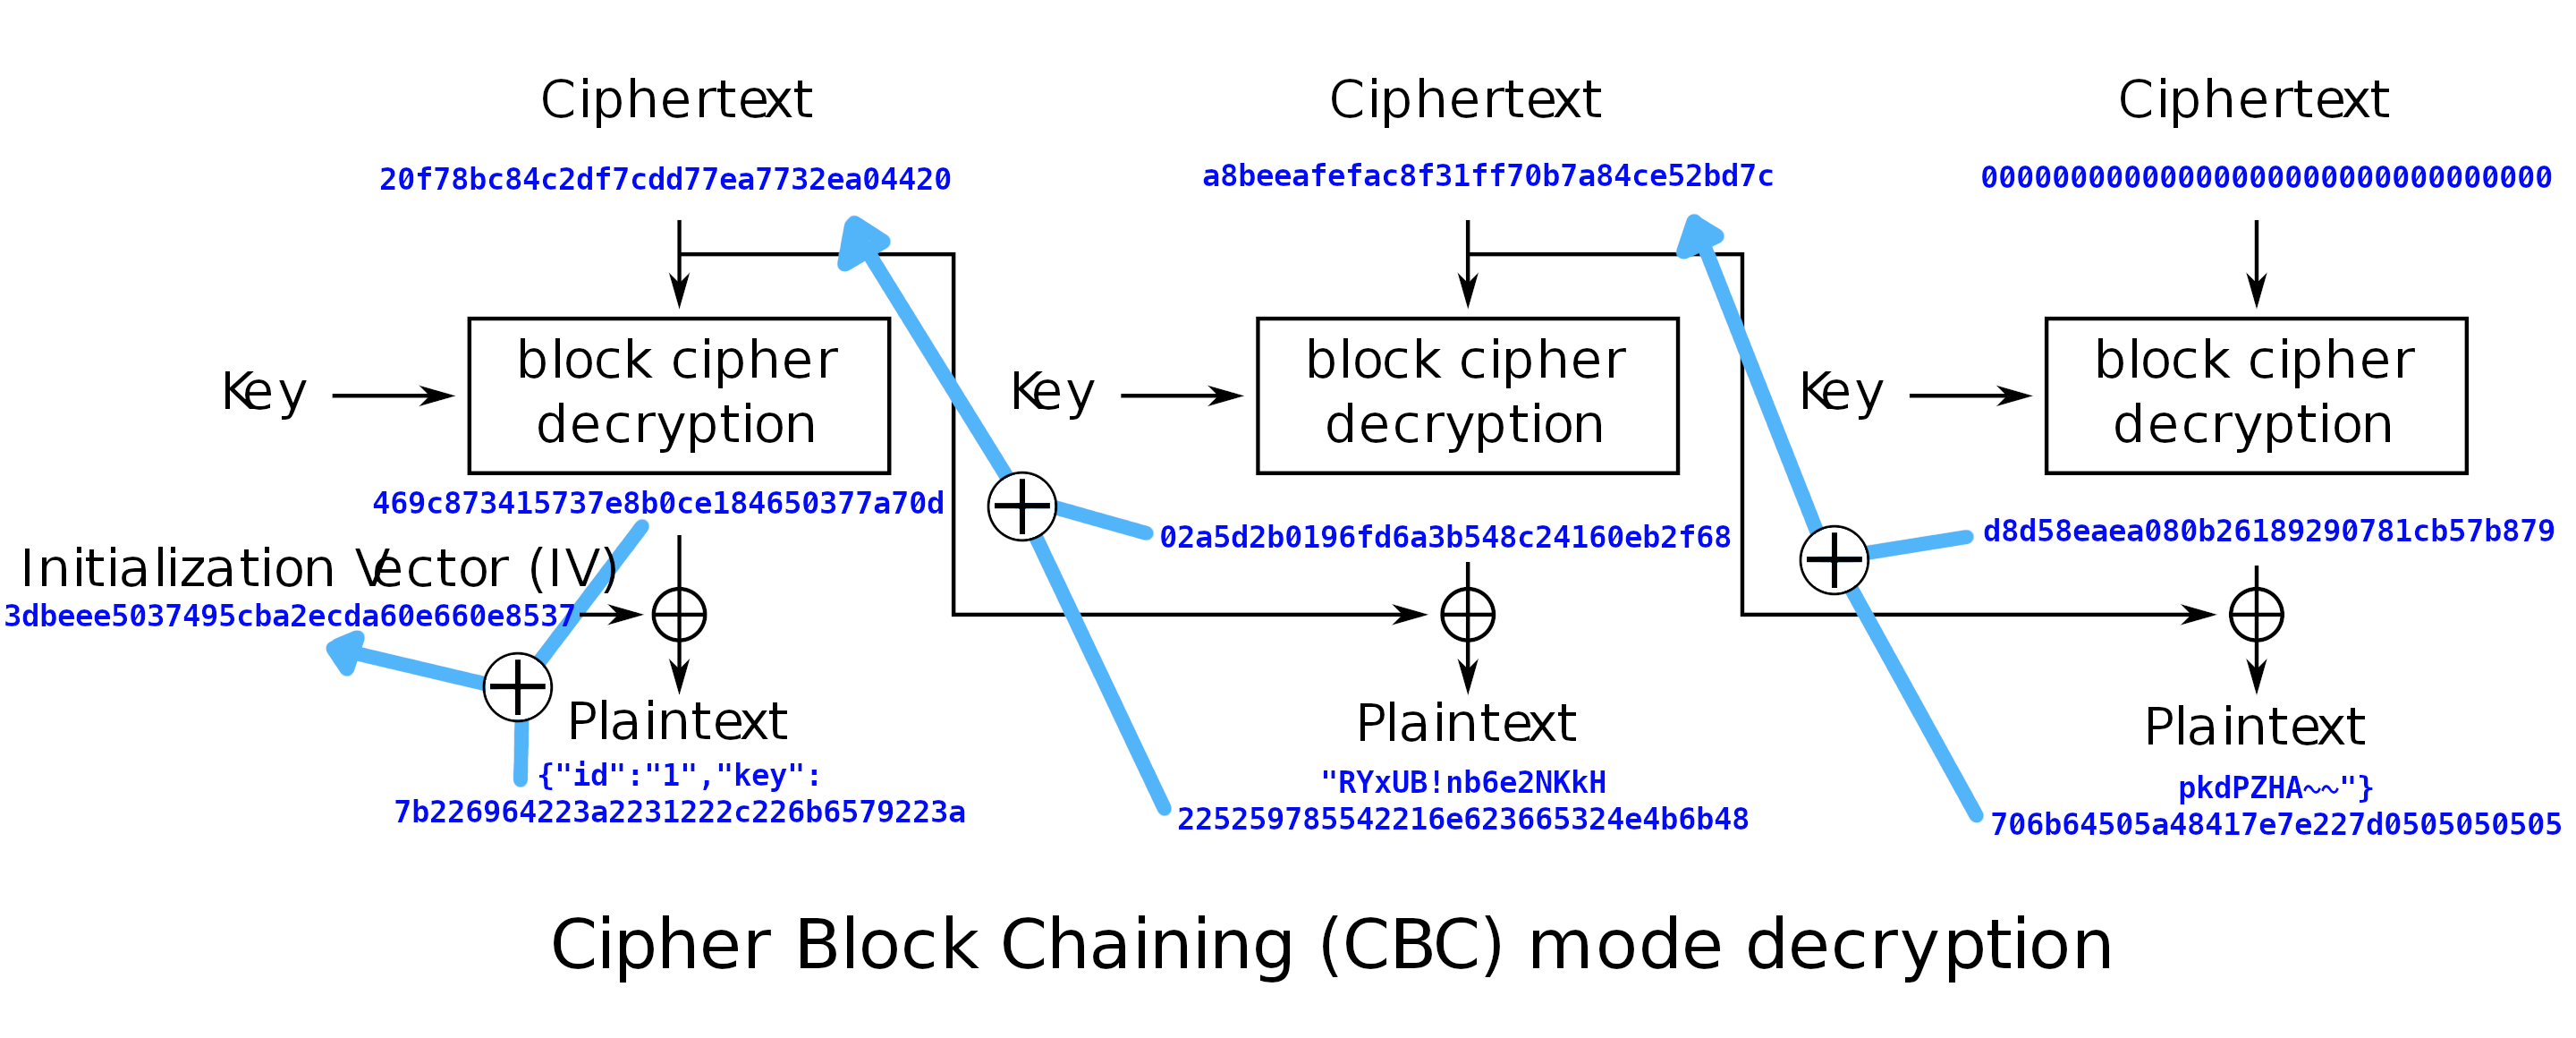 Ciphertext
20f78bc84c2df7cdd77ea7732ea04420
Ciphertext
a8beeafefac8f31ff70b7a84ce52bd7c
Ciphertext
00000000000000000000000000000000
Key
block cipher
decryption
Key
block cipher
decryption
Key
block cipher
decryption
469c873415737e8b0ce184650377a70d
02a5d2b0196fd6a3b548c24160eb2f68
d8d58eaea080b26189290781cb57b879
Initialization Vector (IV)
3dbeee5037495cba2ecda60e660e8537
Plaintext
{"id":"1","key":
7b226964223a2231222c226b6579223a
Plaintext
"RYxUB!nb6e2NKkH
225259785542216e623665324e4b6b48
Plaintext
pkdPZHA~~"}
706b64505a48417e7e227d0505050505
Cipher Block Chaining (CBC) mode decryption